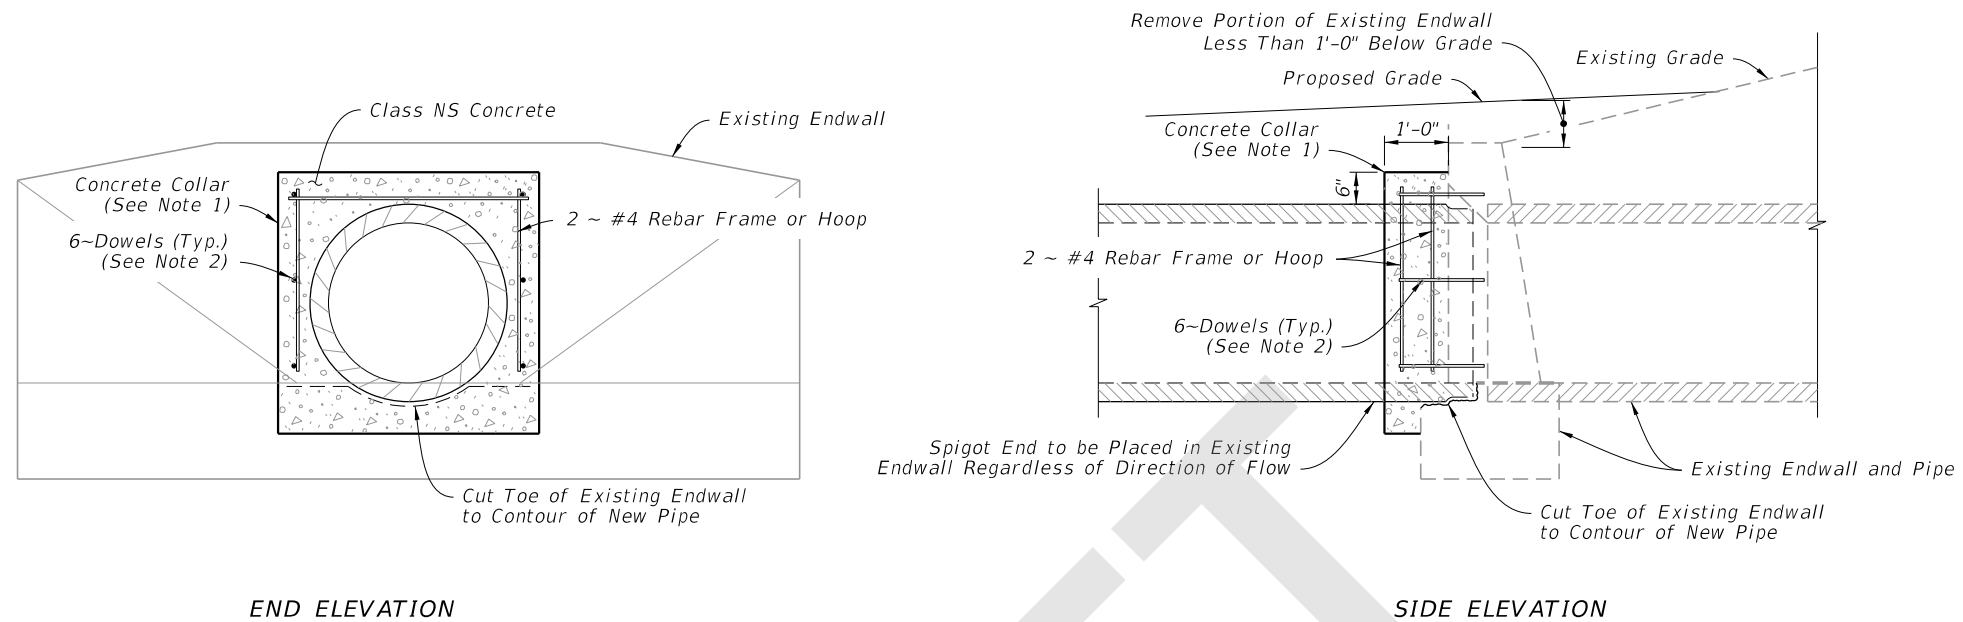 Class NS Concrete
Existing Endwall
Concrete Collar
(See Note 1)
6~Dowels (Typ.)
(See Note 2)
2 ~ #4 Rebar Frame or Hoop
Cut Toe of Existing Endwall
to Contour of New Pipe
END ELEVATION
Remove Portion of Existing Endwall
Less Than 1'-0" Below Grade
Existing Grade
Proposed Grade
Concrete Collar
(See Note 1)
1'-0"
6"
2 ~ #4 Rebar Frame or Hoop
6~Dowels (Typ.)
(See Note 2)
Spigot End to be Placed in Existing
Endwall Regardless of Direction of Flow
Existing Endwall and Pipe
Cut Toe of Existing Endwall
to Contour of New Pipe
SIDE ELEVATION